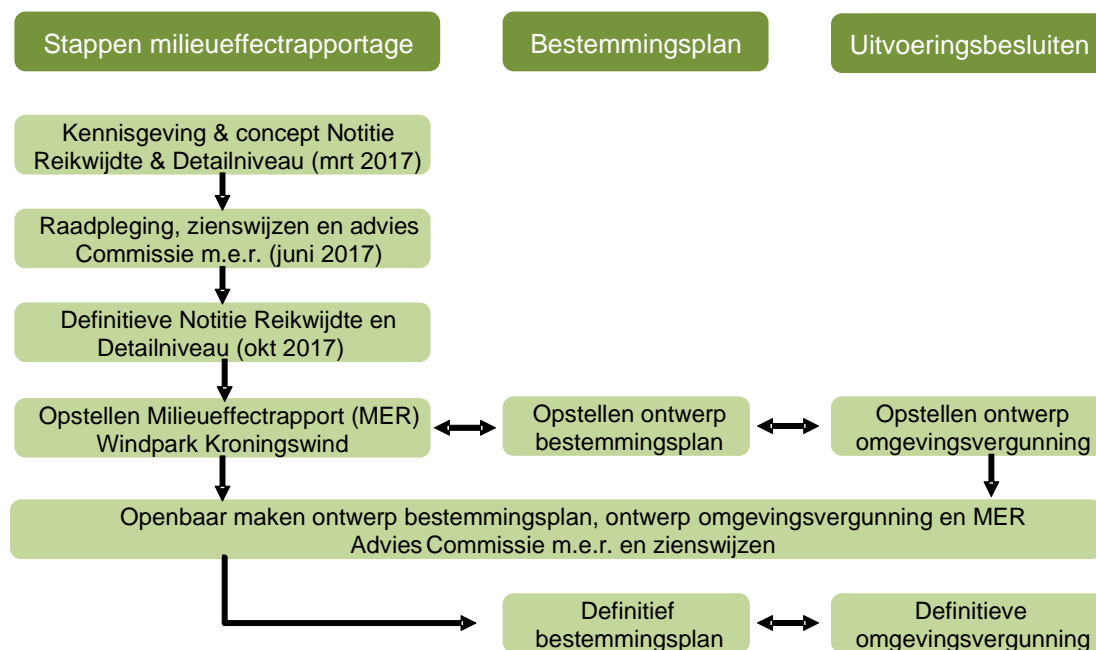 Stappen milieueffectrapportage
Bestemmingsplan
Uitvoeringsbesluiten
Kennisgeving & concept Notitie
Reikwijdte & Detailniveau (mrt 2017)
Raadpleging, zienswijzen en advies
Commissie m.e.r. (juni 2017)
Definitieve Notitie Reikwijdte en
Detailniveau (okt 2017)
Opstellen Milieueffectrapport (MER)
Windpark Kroningswind
Opstellen ontwerp
bestemmingsplan
Opstellen ontwerp
omgevingsvergunning
Openbaar maken ontwerp bestemmingsplan, ontwerp omgevingsvergunning en MER
Advies Commissie m.e.r. en zienswijzen
Definitief
bestemmingsplan
Definitieve
omgevingsvergunning